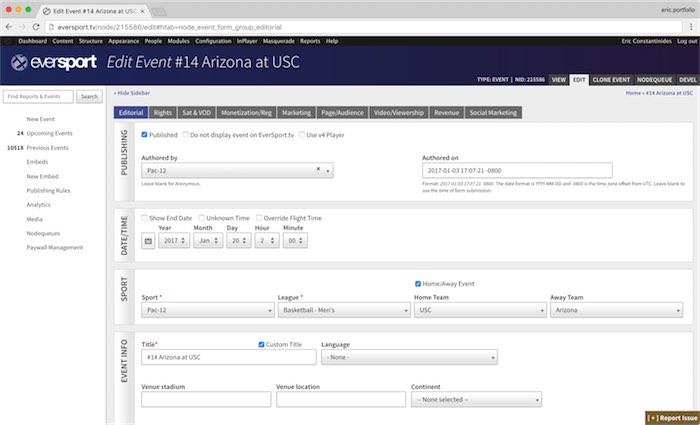 Edit Event #14 Arizona at US
eric.portfolio
eversport.tv/node/215586/edit#htab=node_event_form_group_editorial
Dashboard Content Structure Appearance People Modules Configuration InPlayer Masquerade Reports Help Eric Constantinides Log out
eversport Edit Event #14 Arizona at USC
TYPE: EVENT | NID: 215586 VIEW EDIT CLONE EVENT NODEQUEUE DEVEL
Find Reports & Events Search
‹ Hide Sidebar
Home » #14 Arizona at USC
Editorial Rights Sat & VOD Monetization/Reg Marketing Page/Audience Video/Viewership Revenue Social Marketing
New Event
24 Upcoming Events
10518 Previous Events
Embeds
New Embed
Publishing Rules
Analytics
Media
Nodequeues
Paywall Management
PUBLISHING
Published Do not display event on EverSport.tv Use v4 Player
Authored by Authored on
Pac-12 2017-01-03 17:07:21 -0800
Leave blank for Anonymous.
Format: 2017-01-03 17:07:21 -0800. The date format is YYYY-MM-DD and -0800 is the time zone offset from UTC. Leave blank to
use the time of form submission.
DATE/TIME
Show End Date Unknown Time Override Flight Time
Year Month Day Hour Minute
2017 Jan 20 2 00
SPORT
Home/Away Event
Sport * League * Home Team Away Team
Pac-12 Basketball - Men's USC Arizona
EVENT INFO
Title* Custom Title Language
#14 Arizona at USC - None -
Venue stadium Venue location Continent
-- None selected --
[+] Report Issue